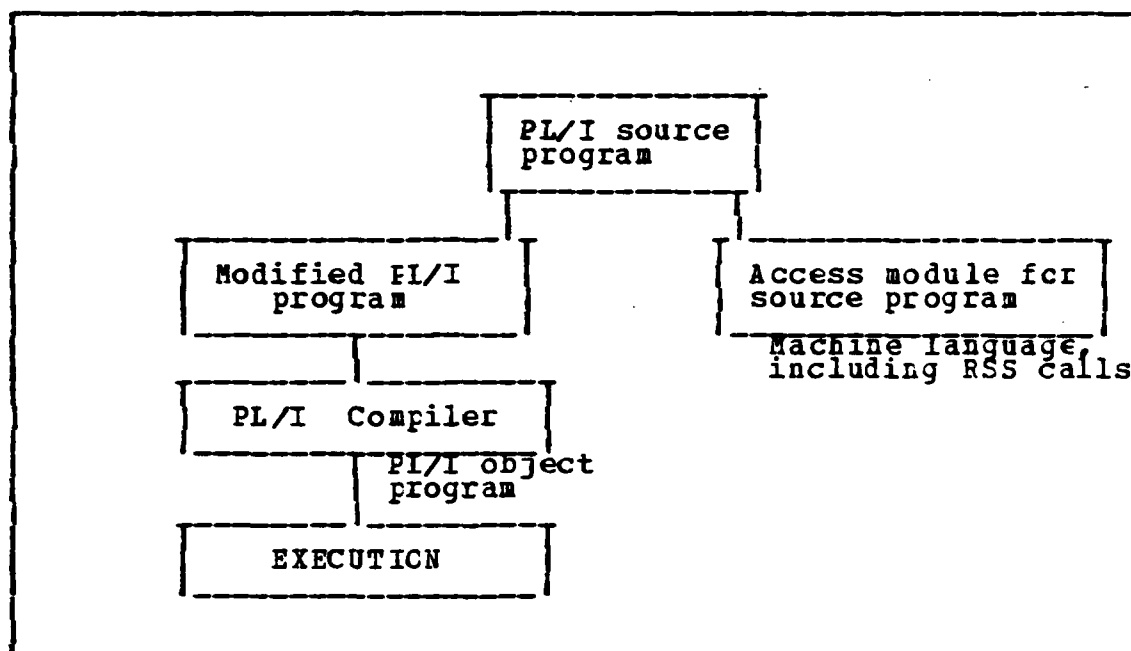 PL/I source
program
Modified PL/I
program
Access module for
source program
Machine language,
including RSS calls
PL/I Compiler
PL/I object
program
EXECUTION